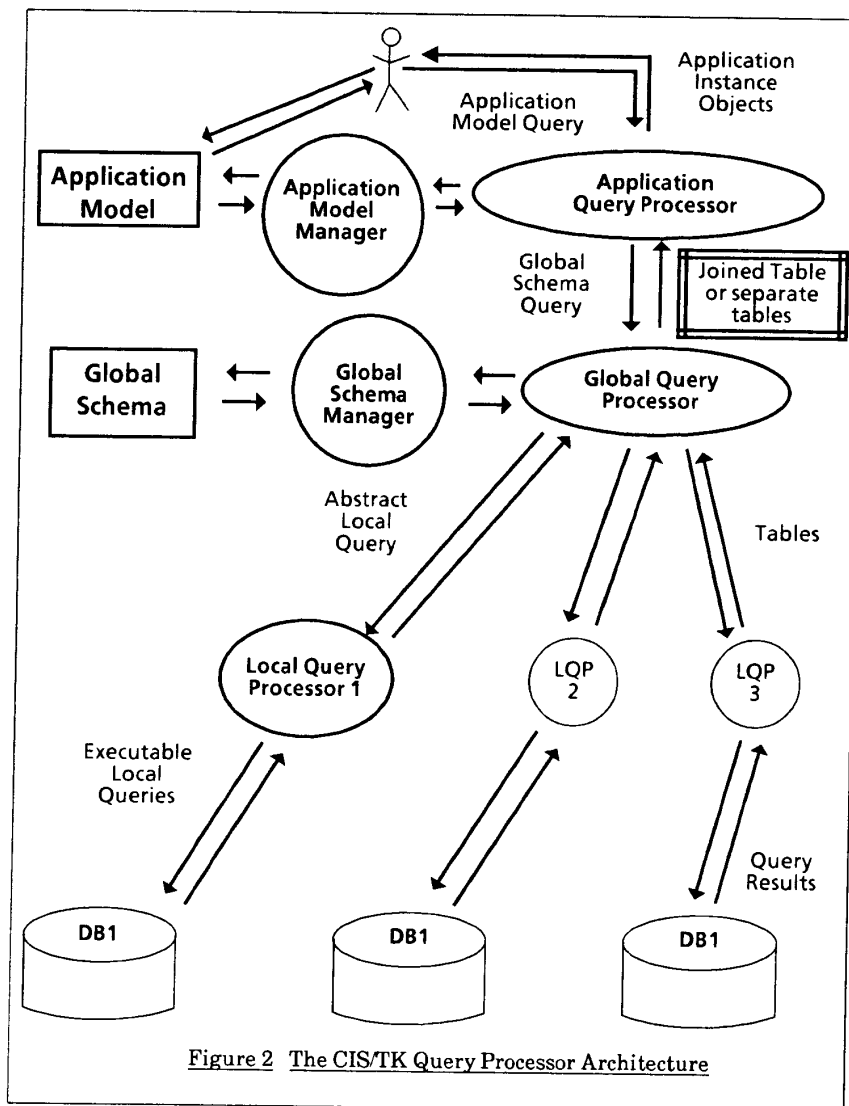 Application
Instance
Objects
Application
Model Query
Application
Model
Application
Model
Manager
Application
Query Processor
Global
Schema
Query
Joined Table
or separate
tables
Global
Schema
Global
Schema
Manager
Global Query
Processor
Abstract
Local
Query
Tables
Local Query
Processor 1
LQP
2
LQP
3
Executable
Local
Queries
Query
Results
DB1
DB1
DB1
Figure 2 The CIS/TK Query Processor Architecture